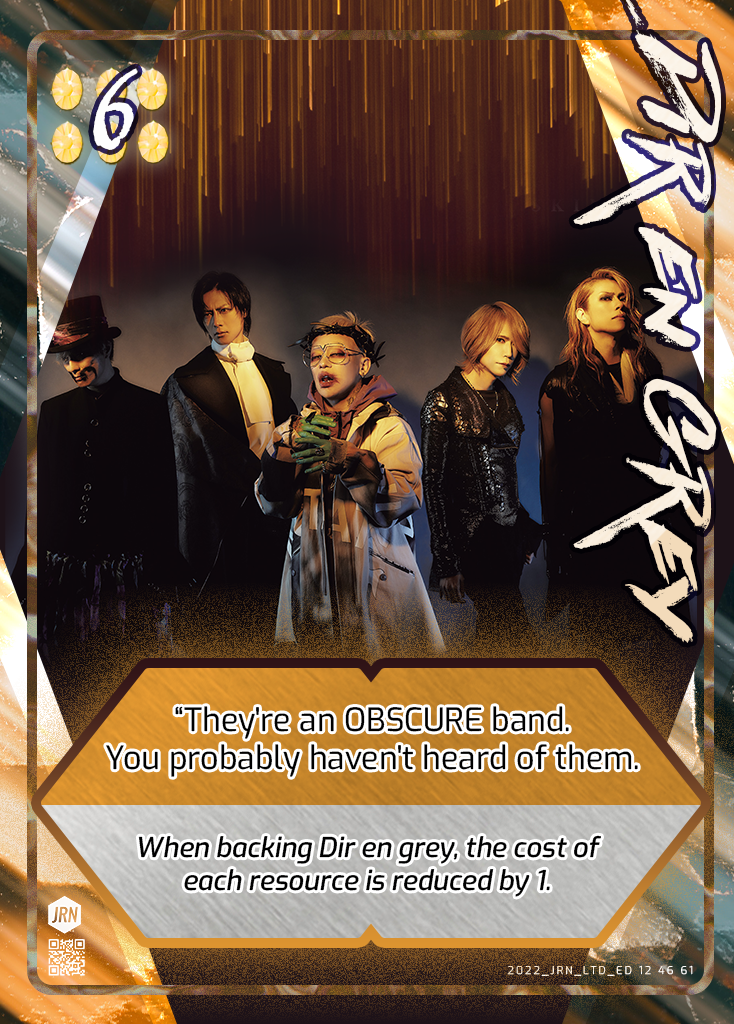 6
DIR EN GREY
“They're an OBSCURE band.
You probably haven't heard of them.
When backing Dir en grey, the cost of
each resource is reduced by 1.
JRN
2022_JRN_LTD_ED 12 46 61